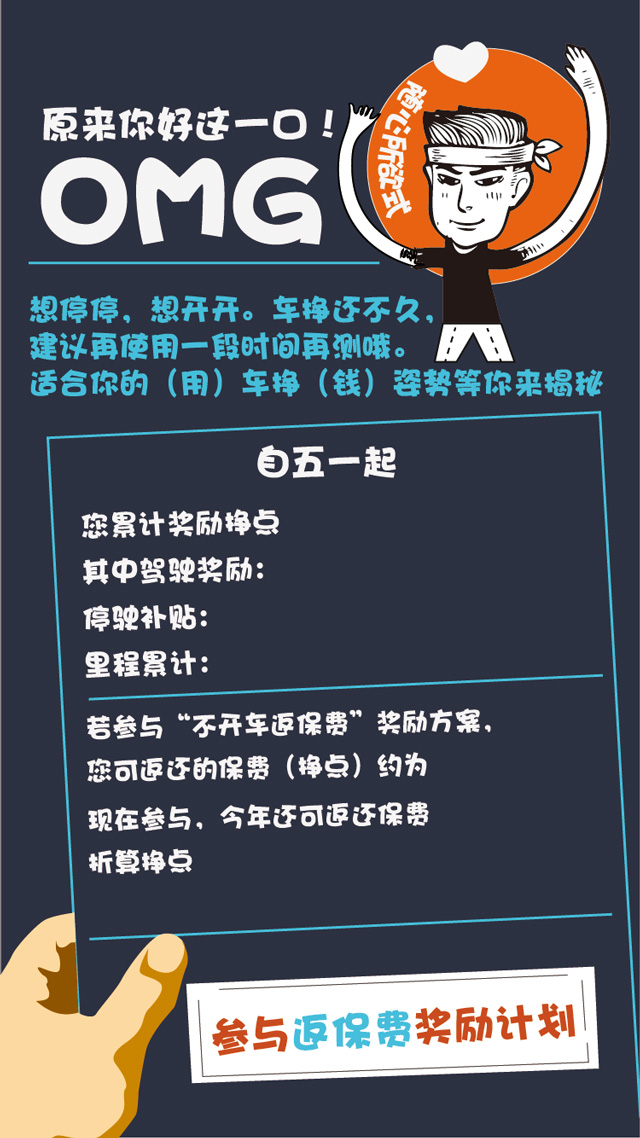 原来你好这一口！
OMG
随心所欲式
想停停，想开开。车挣还不久，
建议再使用一段时间再测哦。
适合你的（用）车挣（钱）姿势等你来揭秘
自五一起
您累计奖励挣点
其中驾驶奖励：
停驶补贴：
里程累计：
若参与“不开车返保费”奖励方案，
您可返还的保费（挣点）约为
现在参与，今年还可返还保费
折算挣点
参与返保费奖励计划